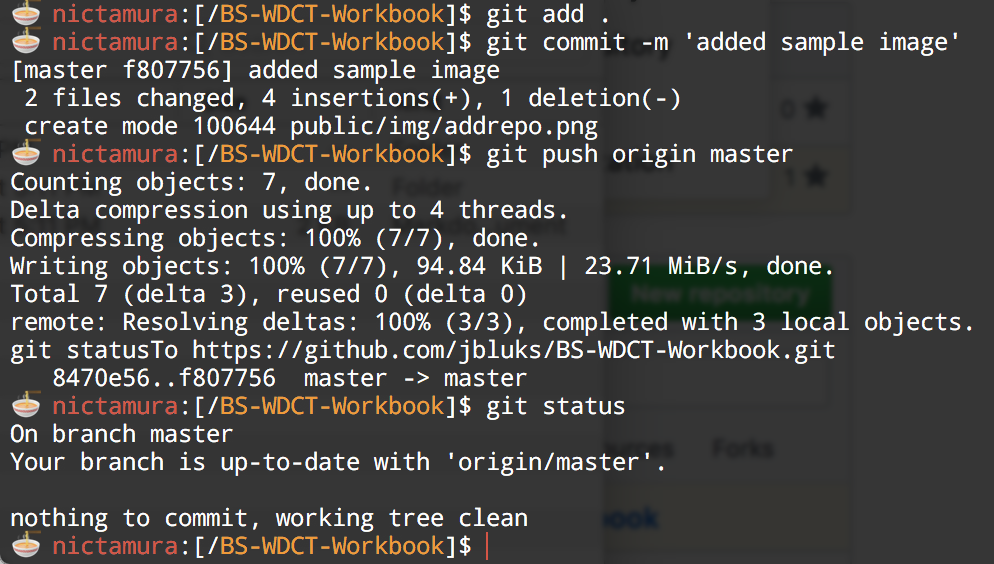 nictamura:[/BS-WDCT-Workbook]$ git add .
nictamura:[/BS-WDCT-Workbook]$ git commit -m 'added sample image'
[master f807756] added sample image
 2 files changed, 4 insertions(+), 1 deletion(-)
 create mode 100644 public/img/addrepo.png
nictamura:[/BS-WDCT-Workbook]$ git push origin master
Counting objects: 7, done.
Delta compression using up to 4 threads.
Compressing objects: 100% (7/7), done.
Writing objects: 100% (7/7), 94.84 KiB | 23.71 MiB/s, done.
Total 7 (delta 3), reused 0 (delta 0)
remote: Resolving deltas: 100% (3/3), completed with 3 local objects.
git statusTo https://github.com/jbluks/BS-WDCT-Workbook.git
   8470e56..f807756  master -> master
nictamura:[/BS-WDCT-Workbook]$ git status
On branch master
Your branch is up-to-date with 'origin/master'.
nothing to commit, working tree clean
nictamura:[/BS-WDCT-Workbook]$
0
1
Folder
New repository
Forks